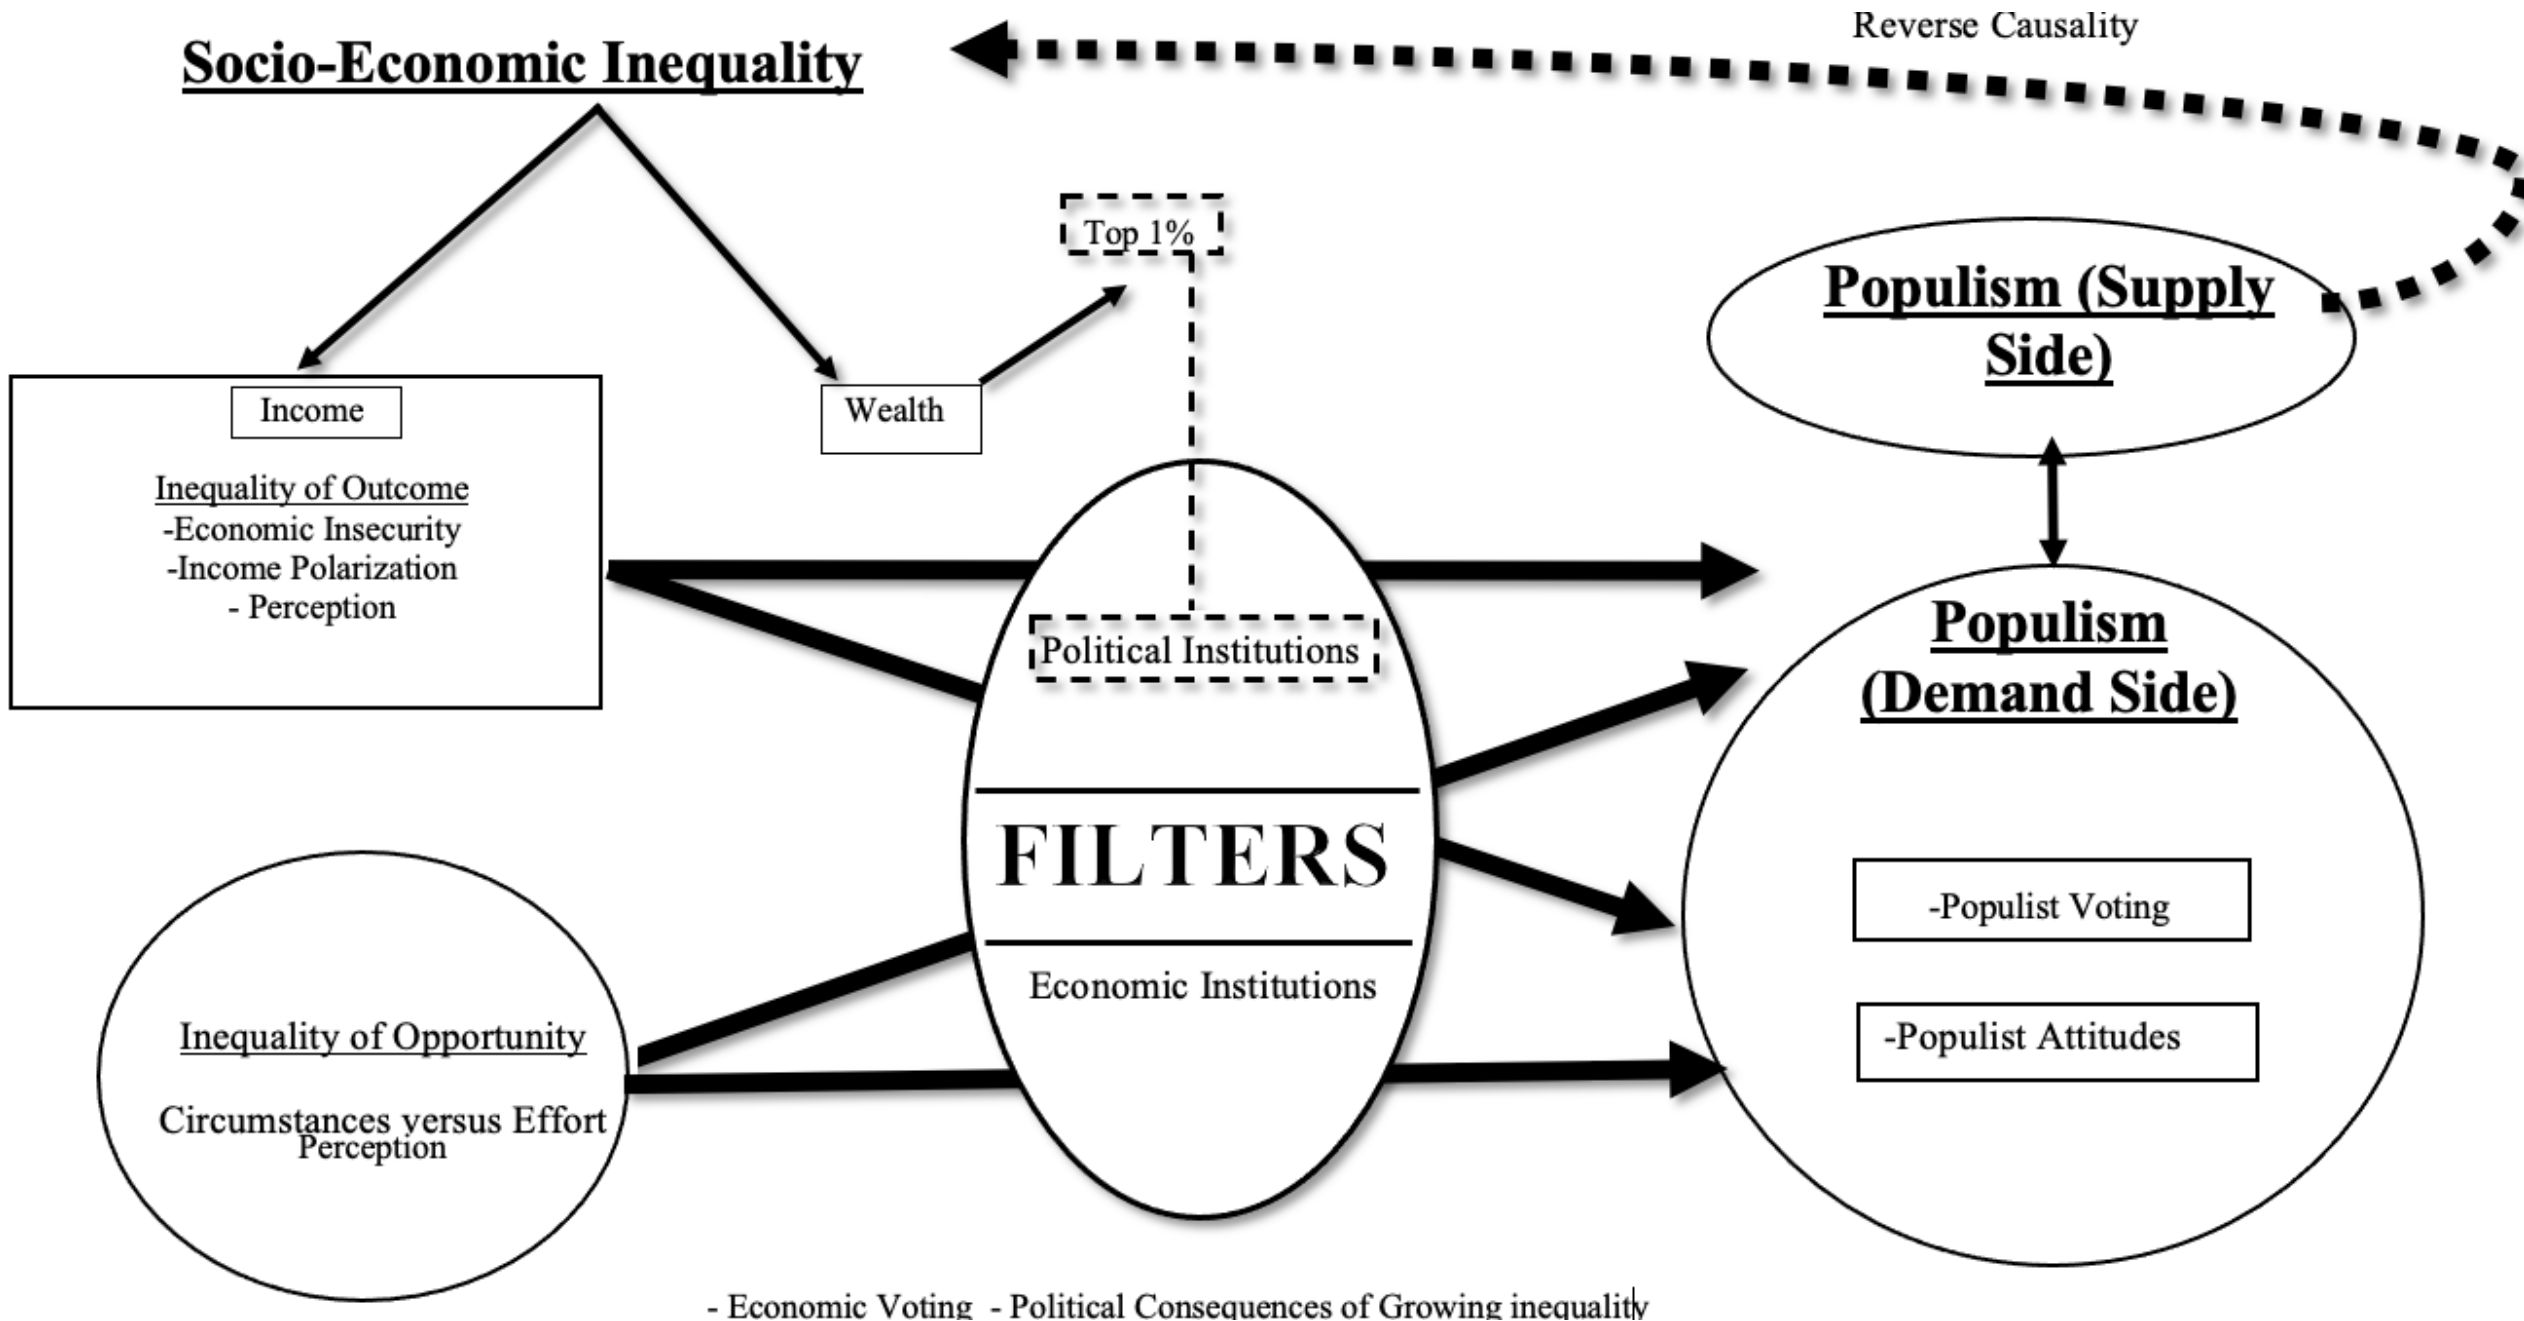 Reverse Causality
Socio-Economic Inequality
Top 1%
Populism (Supply
Side)
Income
Wealth
Inequality of Outcome
-Economic Insecurity
-Income Polarization
- Perception
Political Institutions
Populism
(Demand Side)
FILTERS
-Populist Voting
Economic Institutions
Inequality of Opportunity
-Populist Attitudes
Circumstances versus Effort
Perception
- Economic Voting - Political Consequences of Growing inequality